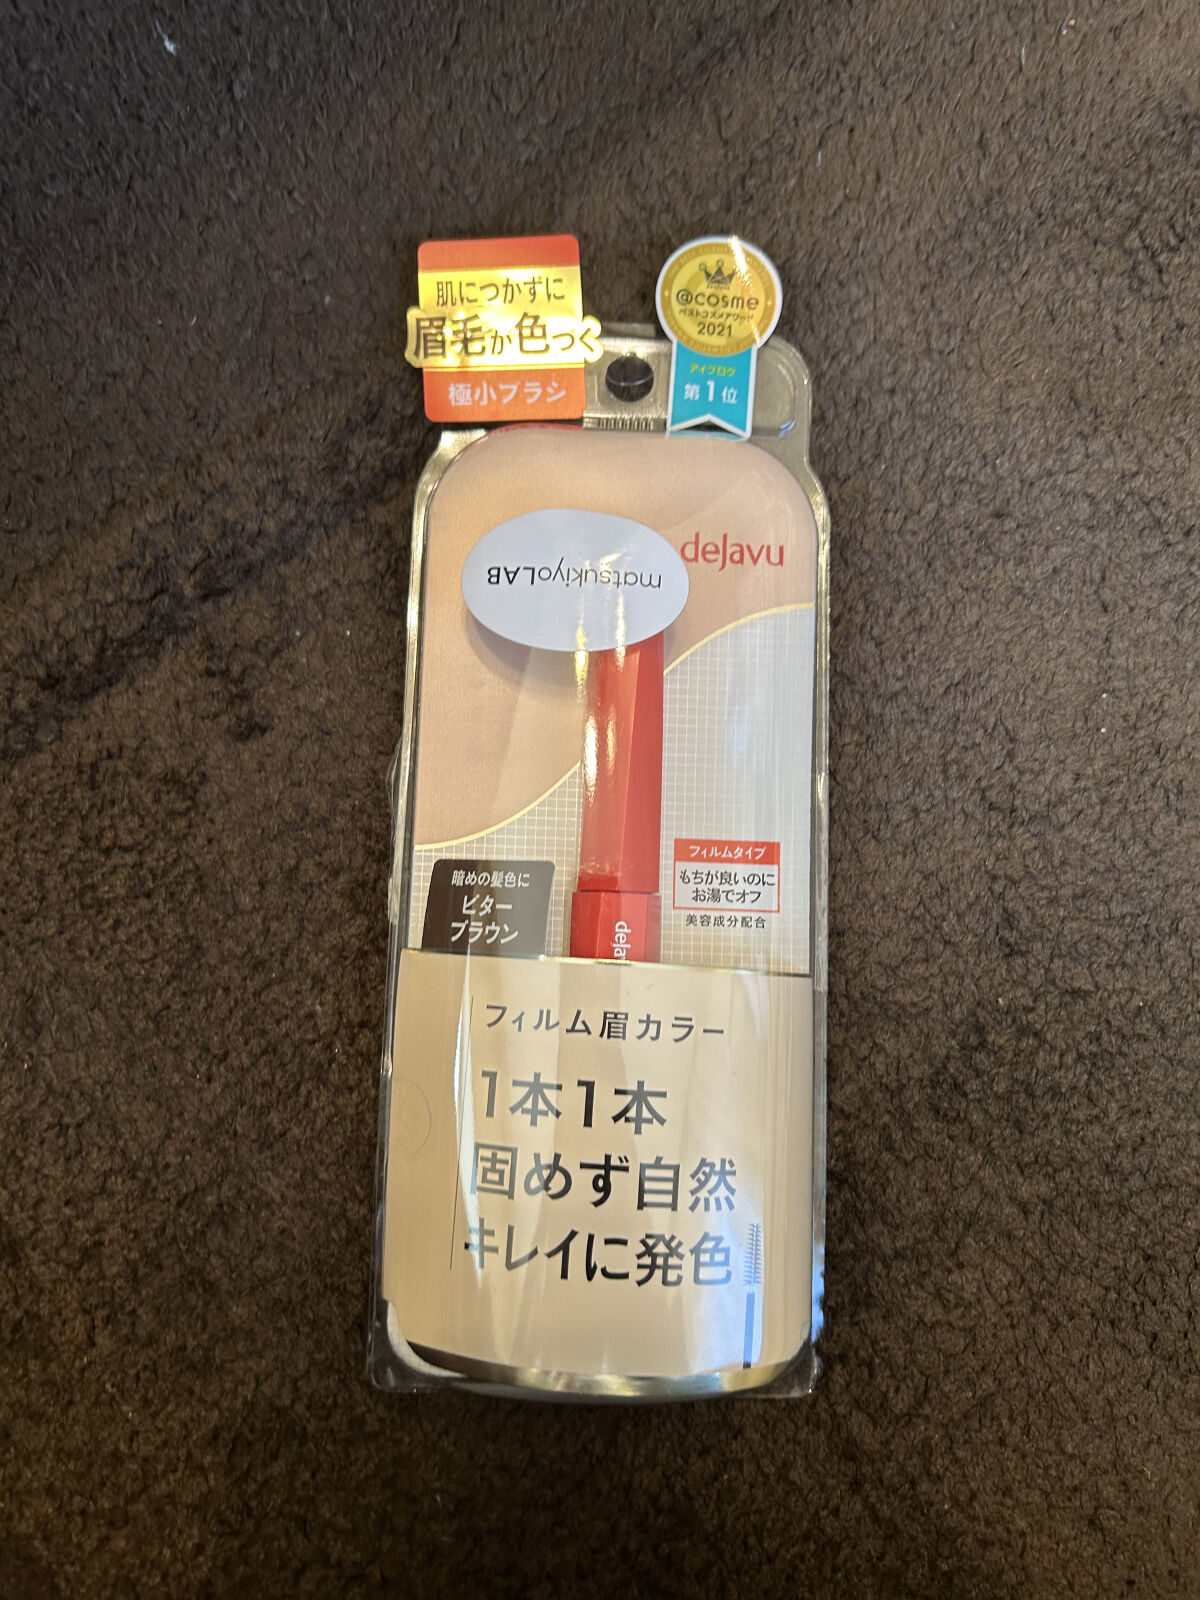 肌につかずに
眉毛が色つく
極小ブラシ
@cosme
ベストコスメアワード
2021
アイブロウ
第1位
dejavu
matsukiyoLAB
フィルムタイプ
もちが良いのに
お湯でオフ
美容成分配合
暗めの髪色に
ビター
ブラウン
deja
フィルム眉カラー
1本1本
固めず自然
キレイに発色